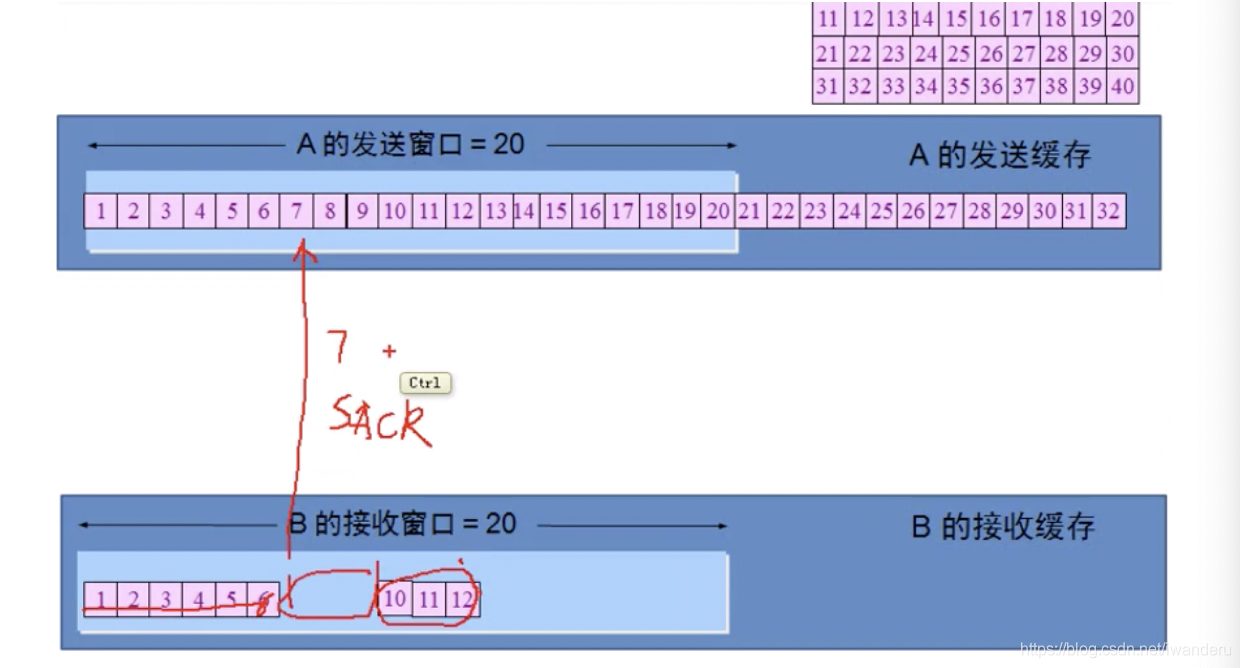 11 12 13 14 15 16 17 18 19 20
21 22 23 24 25 26 27 28 29 30
31 32 33 34 35 36 37 38 39 40
A 的发送窗口 = 20
A 的发送缓存
1 2 3 4 5 6 7 8 9 10 11 12 13 14 15 16 17 18 19 20 21 22 23 24 25 26 27 28 29 30 31 32
7 +
Ctrl
SACK
B 的接收窗口 = 20
B 的接收缓存
1 2 3 4 5 6 10 11 12
https://blog.csdn.net/iwanderu